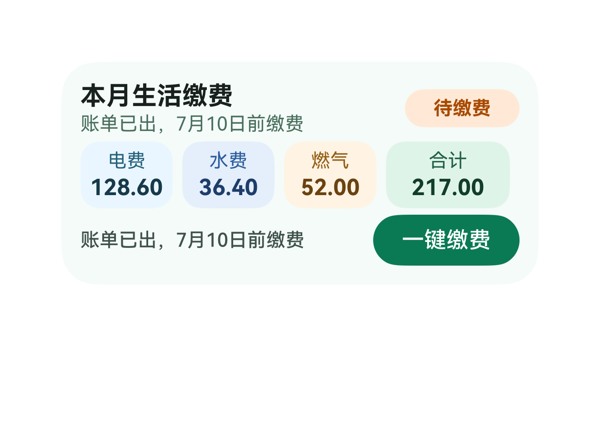 本月生活缴费
待缴费
账单已出，7月10日前缴费
电费 水费 燃气 合计
128.60 36.40 52.00 217.00
账单已出，7月10日前缴费
一键缴费